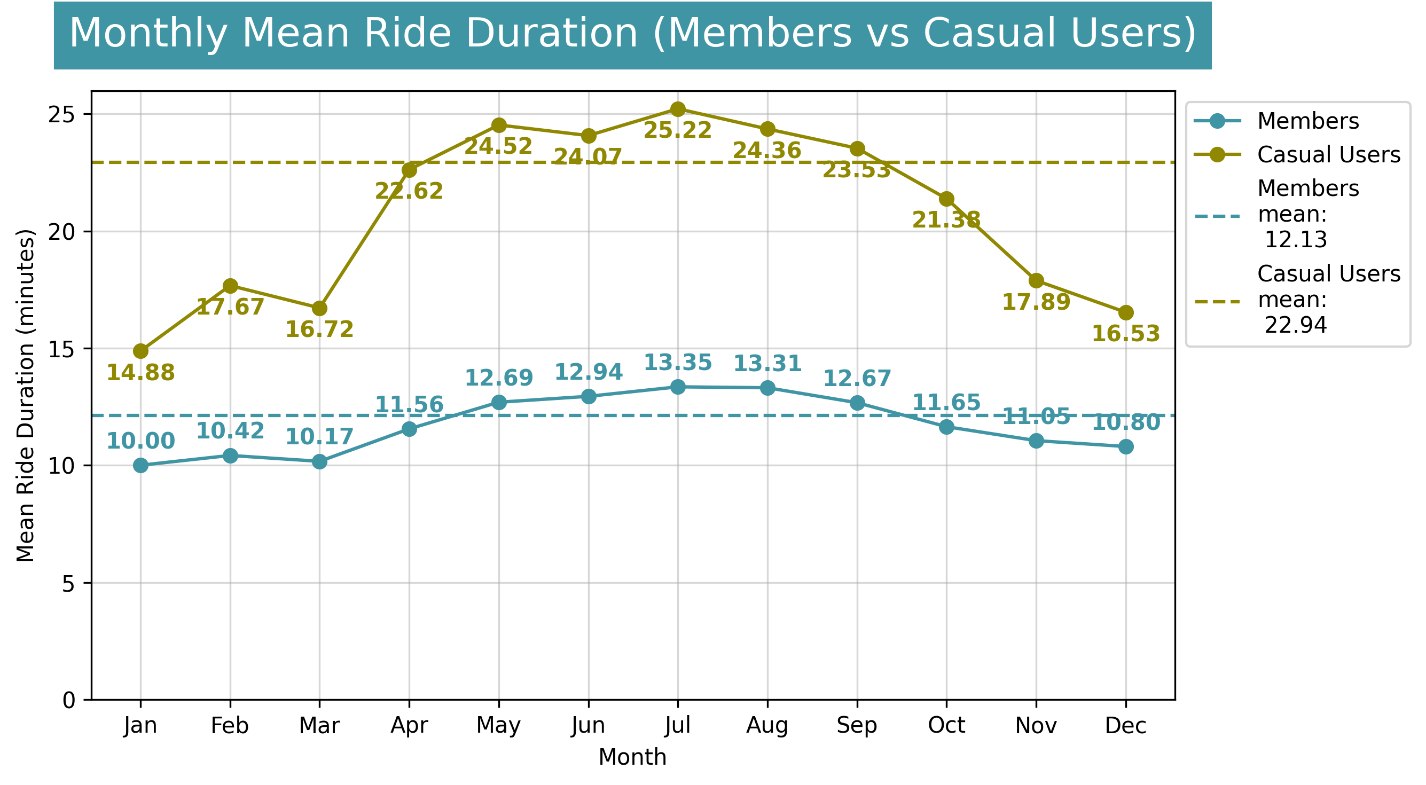 Monthly Mean Ride Duration (Members vs Casual Users)
Mean Ride Duration (minutes)
25
20
15
10
5
0
14.88
17.67
16.72
22.62
24.52
24.07
25.22
24.36
23.53
21.38
17.89
16.53
10.00
10.42
10.17
11.56
12.69
12.94
13.35
13.31
12.67
11.65
11.05
10.80
Jan
Feb
Mar
Apr
May
Jun
Jul
Aug
Sep
Oct
Nov
Dec
Month
Members
Casual Users
Members
mean:
12.13
Casual Users
mean:
22.94